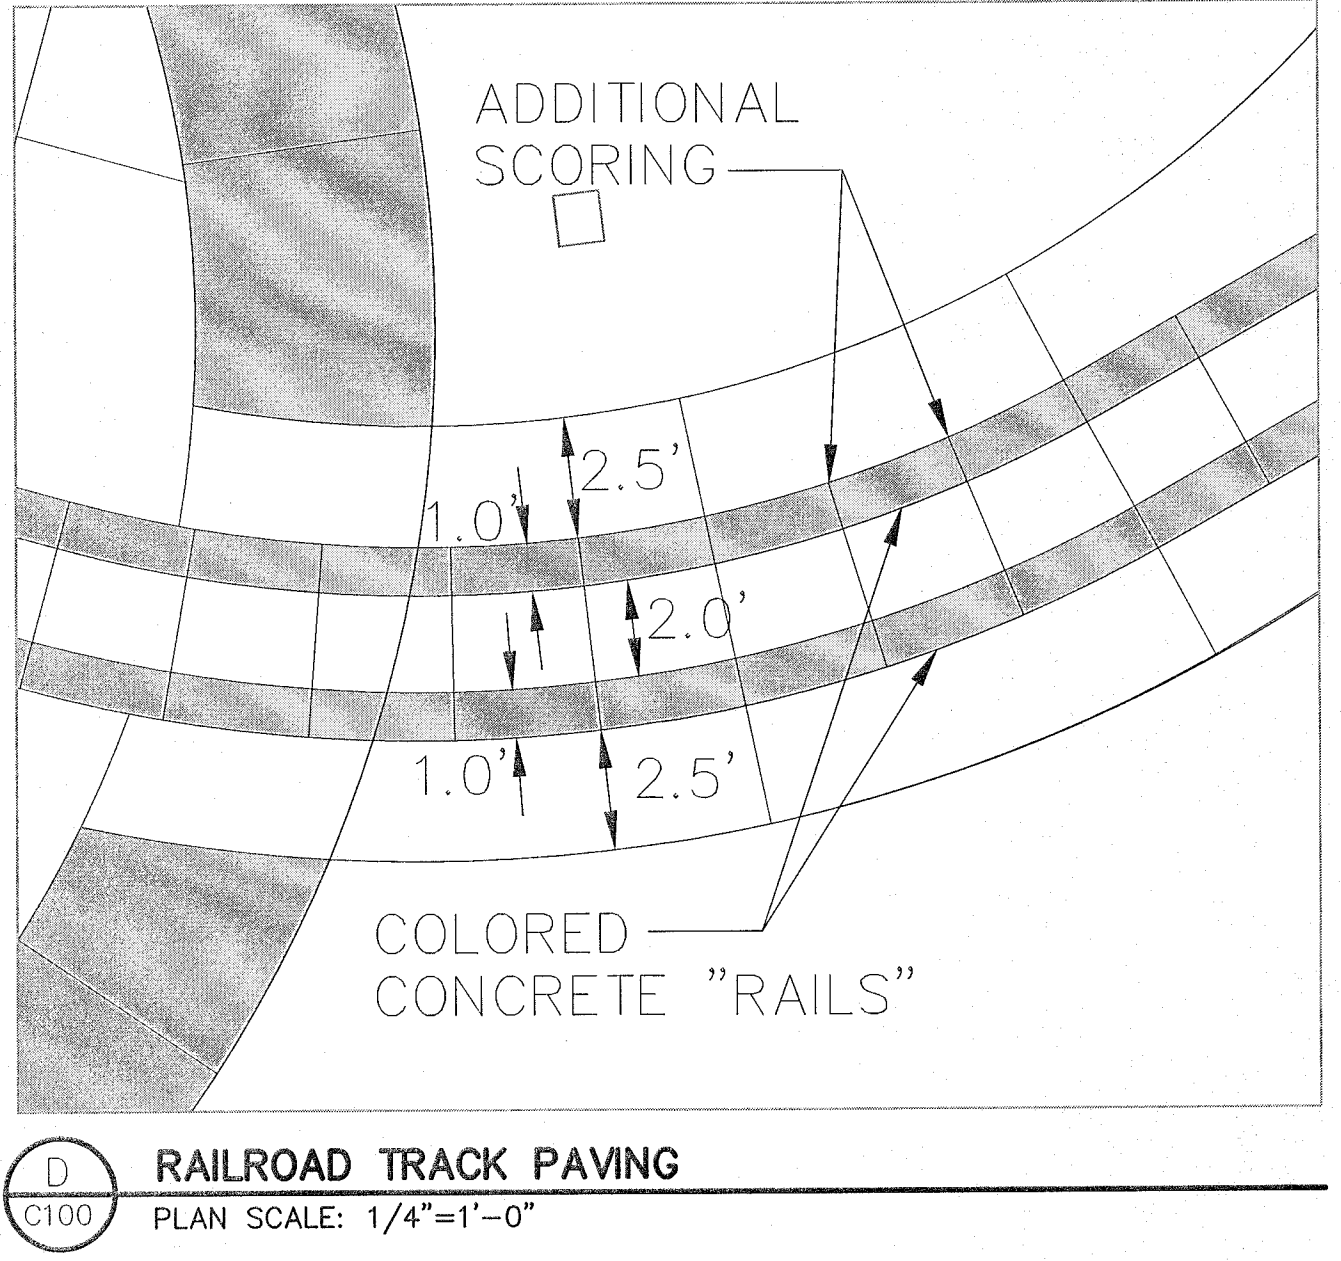 ADDITIONAL
SCORING
2.5'
1.0'
2.0'
1.0'
2.5'
COLORED
CONCRETE "RAILS"
D
C100
RAILROAD TRACK PAVING
PLAN SCALE: 1/4"=1'-0"